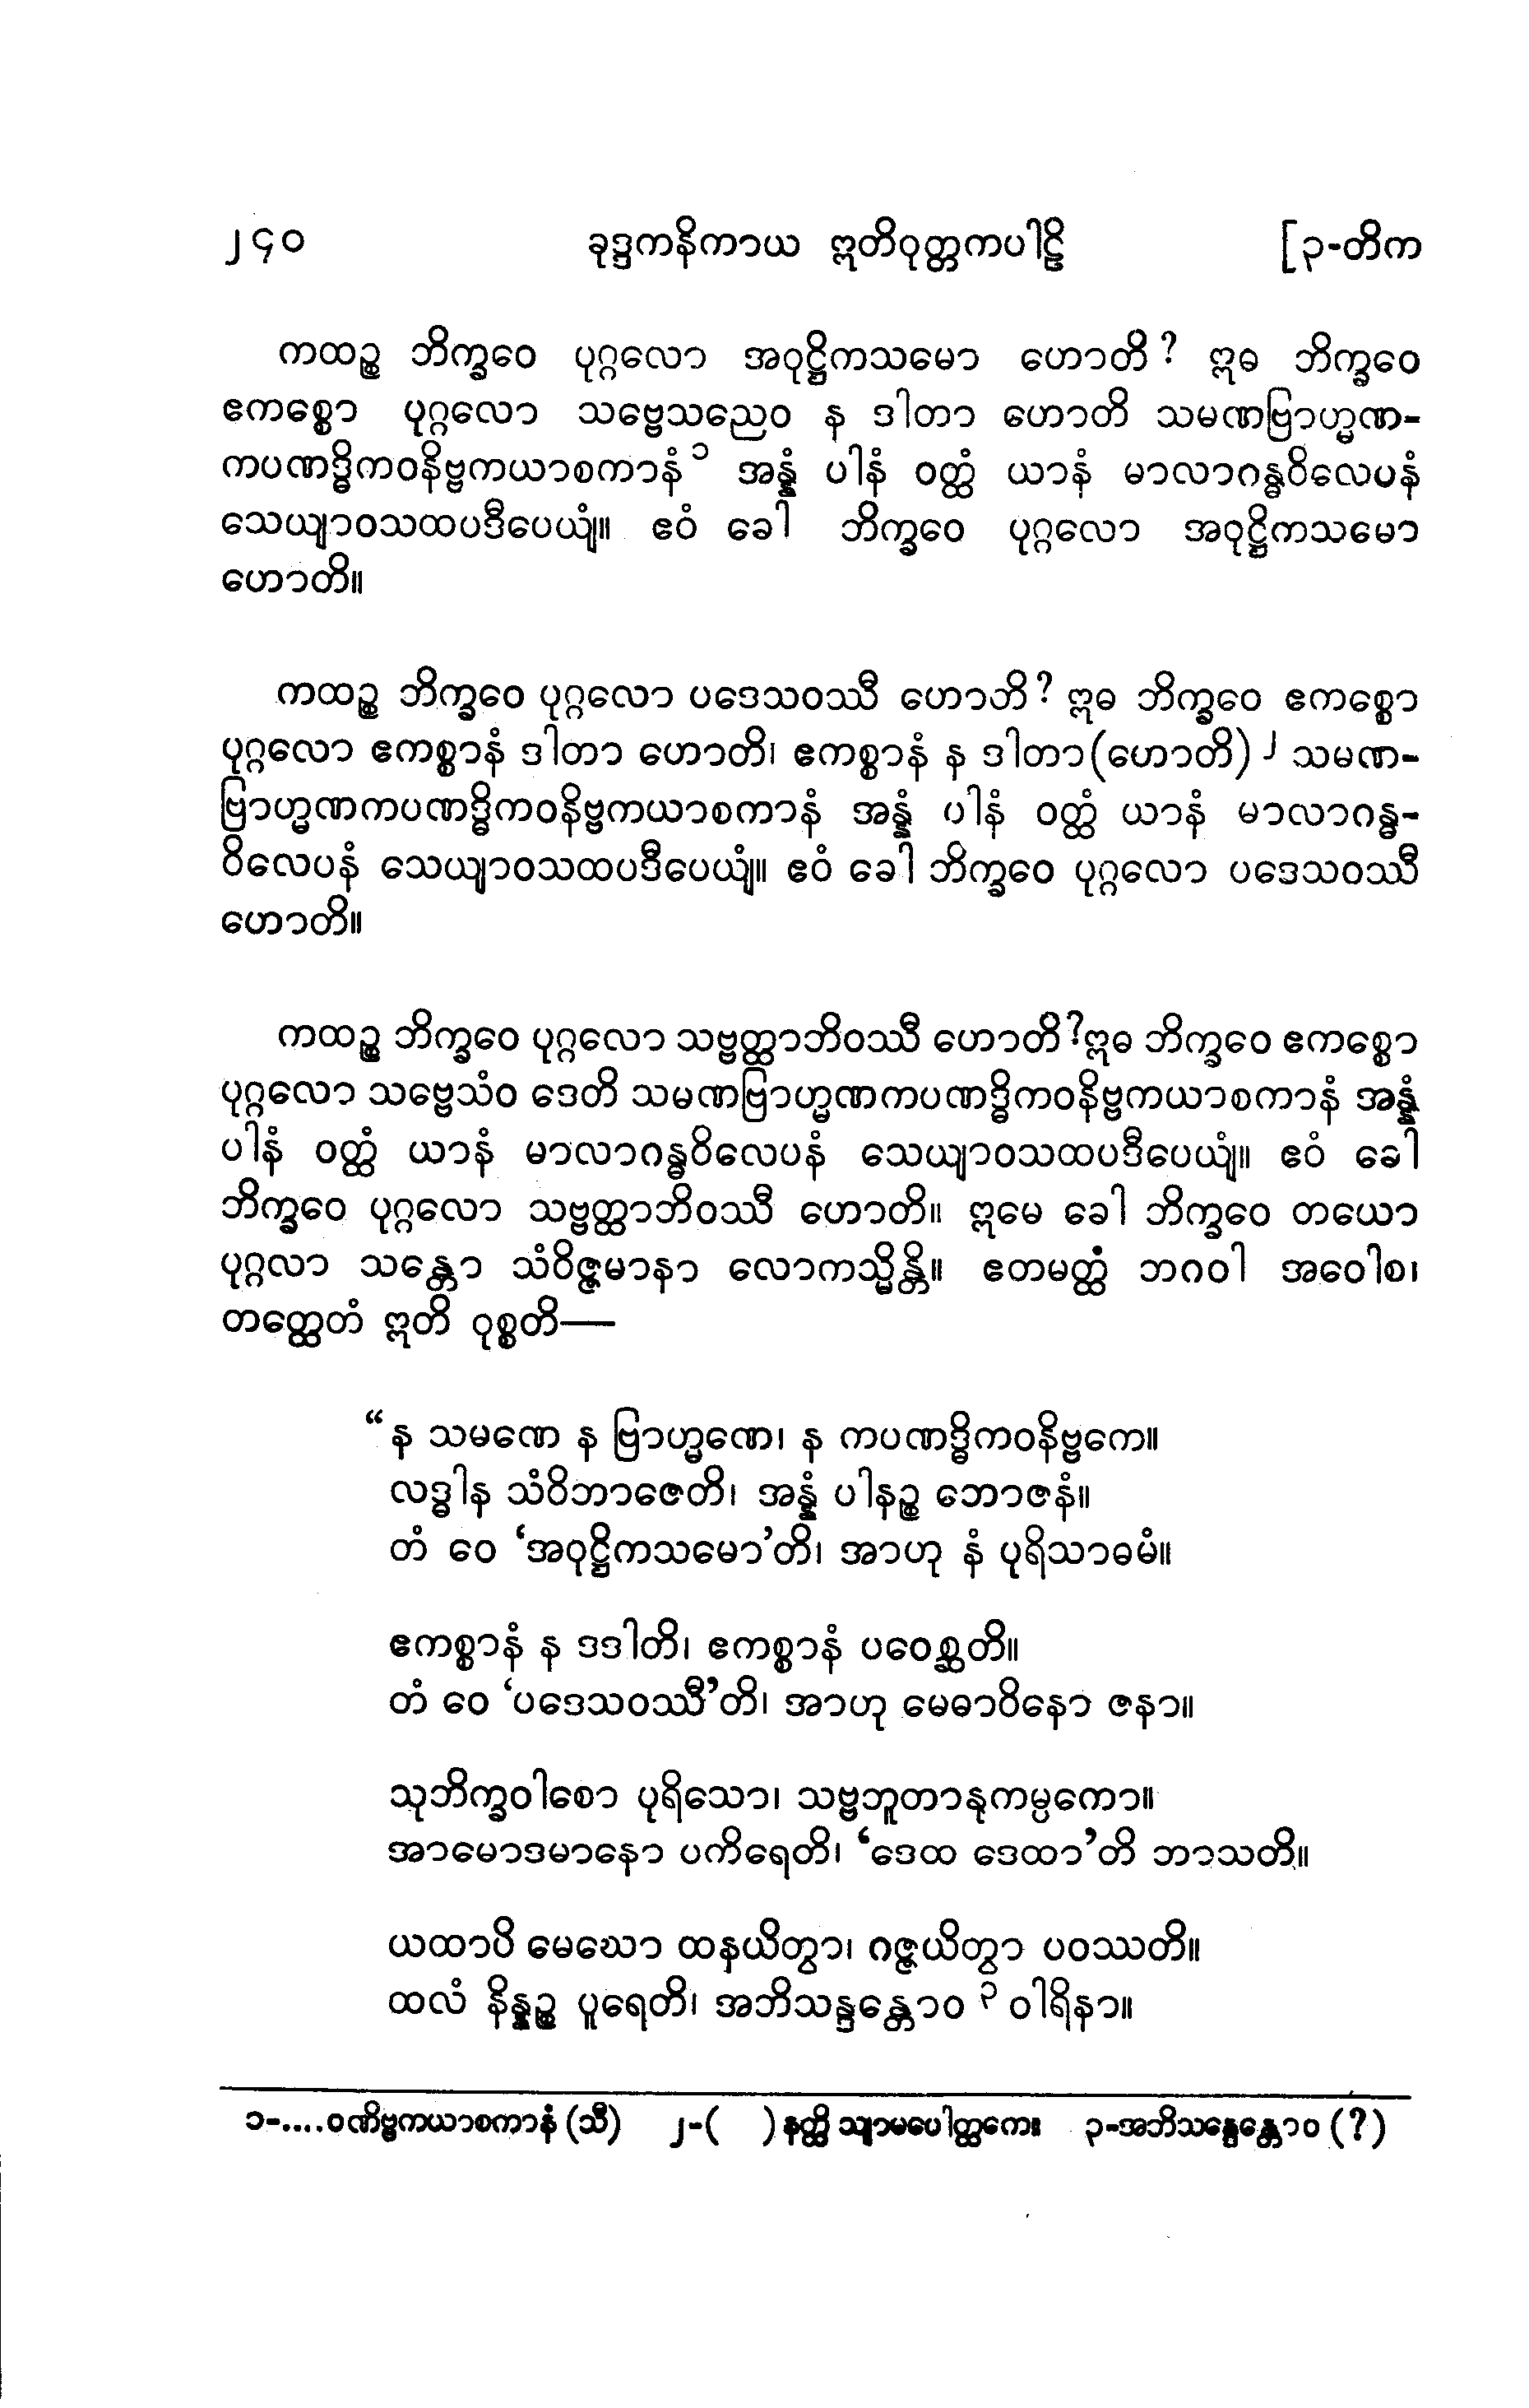 ၂၄၀ ခုဒ္ဒကနိကာယ ဣတိဝုတ္တကပါဠိ [၃-တိက
ကထဉ္စ ဘိက္ခဝေ ပုဂ္ဂလော အဝုဋ္ဌိကသမော ဟောတိ? ဣဓ ဘိက္ခဝေ
ဧကစ္စော ပုဂ္ဂလော သဗ္ဗေသညေဝ န ဒါတာ ဟောတိ သမဏဗြာဟ္မဏ-
ကပဏဒ္ဓိကဝနိဗ္ဗကယာစကာနံ ၁ အန္နံ ပါနံ ဝတ္ထံ ယာနံ မာလာဂန္ဓဝိလေပနံ
သေယျာဝသထပဒီပေယျံ။ ဧဝံ ခေါ ဘိက္ခဝေ ပုဂ္ဂလော အဝုဋ္ဌိကသမော
ဟောတိ။
ကထဉ္စ ဘိက္ခဝေ ပုဂ္ဂလော ပဒေသဝဿီ ဟောတိ? ဣဓ ဘိက္ခဝေ ဧကစ္စော
ပုဂ္ဂလော ဧကစ္စာနံ ဒါတာ ဟောတိ၊ ဧကစ္စာနံ န ဒါတာ(ဟောတိ) ၂ သမဏ-
ဗြာဟ္မဏကပဏဒ္ဓိကဝနိဗ္ဗကယာစကာနံ အန္နံ ပါနံ ဝတ္ထံ ယာနံ မာလာဂန္ဓ-
ဝိလေပနံ သေယျာဝသထပဒီပေယျံ။ ဧဝံ ခေါ ဘိက္ခဝေ ပုဂ္ဂလော ပဒေသဝဿီ
ဟောတိ။
ကထဉ္စ ဘိက္ခဝေ ပုဂ္ဂလော သဗ္ဗတ္ထာဘိဝဿီ ဟောတိ?ဣဓ ဘိက္ခဝေ ဧကစ္စော
ပုဂ္ဂလော သဗ္ဗေသံဝ ဒေတိ သမဏဗြာဟ္မဏကပဏဒ္ဓိကဝနိဗ္ဗကယာစကာနံ အန္နံ
ပါနံ ဝတ္ထံ ယာနံ မာလာဂန္ဓဝိလေပနံ သေယျာဝသထပဒီပေယျံ။ ဧဝံ ခေါ
ဘိက္ခဝေ ပုဂ္ဂလော သဗ္ဗတ္ထာဘိဝဿီ ဟောတိ။ ဣမေ ခေါ ဘိက္ခဝေ တယော
ပုဂ္ဂလာ သန္တော သံဝိဇ္ဇမာနာ လောကသ္မိန္တိ။ ဧတမတ္ထံ ဘဂဝါ အဝေါစ၊
တတ္ထေတံ ဣတိ ဝုစ္စတိ—
“န သမဏေ န ဗြာဟ္မဏေ၊ န ကပဏဒ္ဓိကဝနိဗ္ဗကေ။
လဒ္ဓါန သံဝိဘာဇေတိ၊ အန္နံ ပါနဉ္စ ဘောဇနံ။
တံ ဝေ ‘အဝုဋ္ဌိကသမော’တိ၊ အာဟု နံ ပုရိသာဓမံ။
ဧကစ္စာနံ န ဒဒါတိ၊ ဧကစ္စာနံ ပဝေစ္ဆတိ။
တံ ဝေ ‘ပဒေသဝဿီ’တိ၊ အာဟု မေဓာဝိနော ဇနာ။
သုဘိက္ခဝါစော ပုရိသော၊ သဗ္ဗဘူတာနုကမ္ပကော။
အာမောဒမာနော ပကိရေတိ၊ ‘ဒေထ ဒေထာ’တိ ဘာသတိ။
ယထာပိ မေဃော ထနယိတွာ၊ ဂဇ္ဇယိတွာ ပဝဿတိ။
ထလံ နိန္နဉ္စ ပူရေတိ၊ အဘိသန္ဒန္တောဝ ၃ ဝါရိနာ။
၁-....ဝဏိဗ္ဗကယာစကာနံ (သီ) ၂-( ) နတ္ထိ သျာမပေါတ္ထကေ။ ၃-အဘိသန္ဒေန္တောဝ (?)